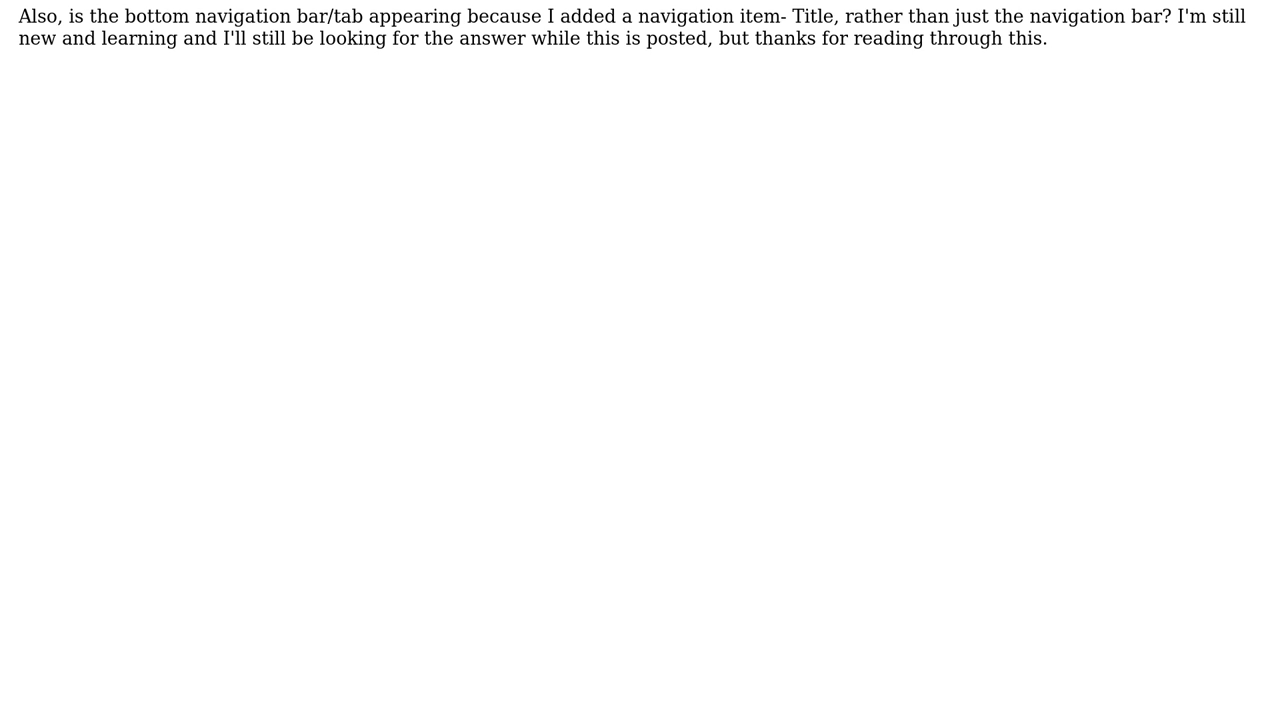 Also, is the bottom navigation bar/tab appearing because I added a navigation item- Title, rather than just the navigation bar? I'm still
new and learning and I'll still be looking for the answer while this is posted, but thanks for reading through this.